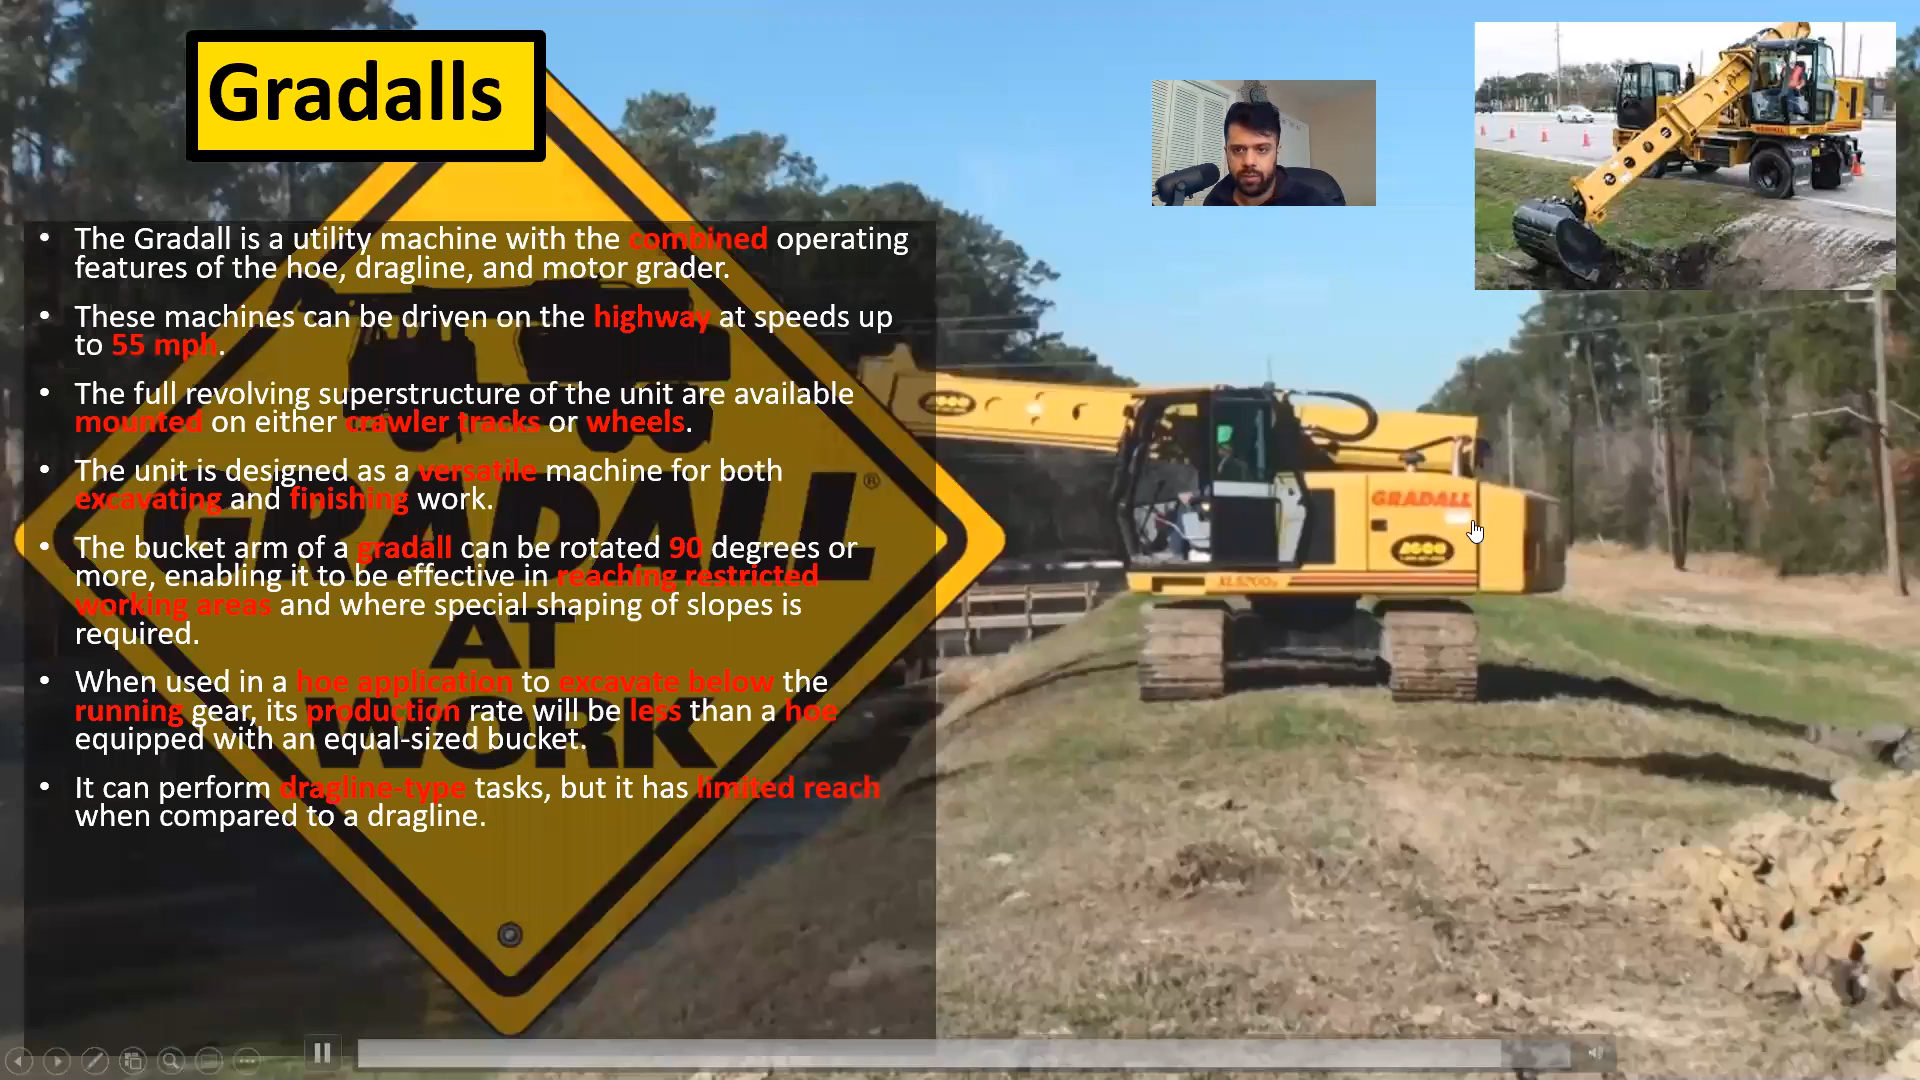 Gradalls
• The Gradall is a utility machine with the combined operating
features of the hoe, dragline, and motor grader.
• These machines can be driven on the highway at speeds up
to 55 mph.
• The full revolving superstructure of the unit are available
mounted on either crawler tracks or wheels.
• The unit is designed as a versatile machine for both
excavating and finishing work.
• The bucket arm of a gradall can be rotated 90 degrees or
more, enabling it to be effective in reaching restricted
working areas and where special shaping of slopes is
required.
• When used in a hoe application to excavate below the
running gear, its production rate will be less than a hoe
equipped with an equal-sized bucket.
• It can perform dragline-type tasks, but it has limited reach
when compared to a dragline.
GRADALL®
AT
WORK
GRADALL
XL5200